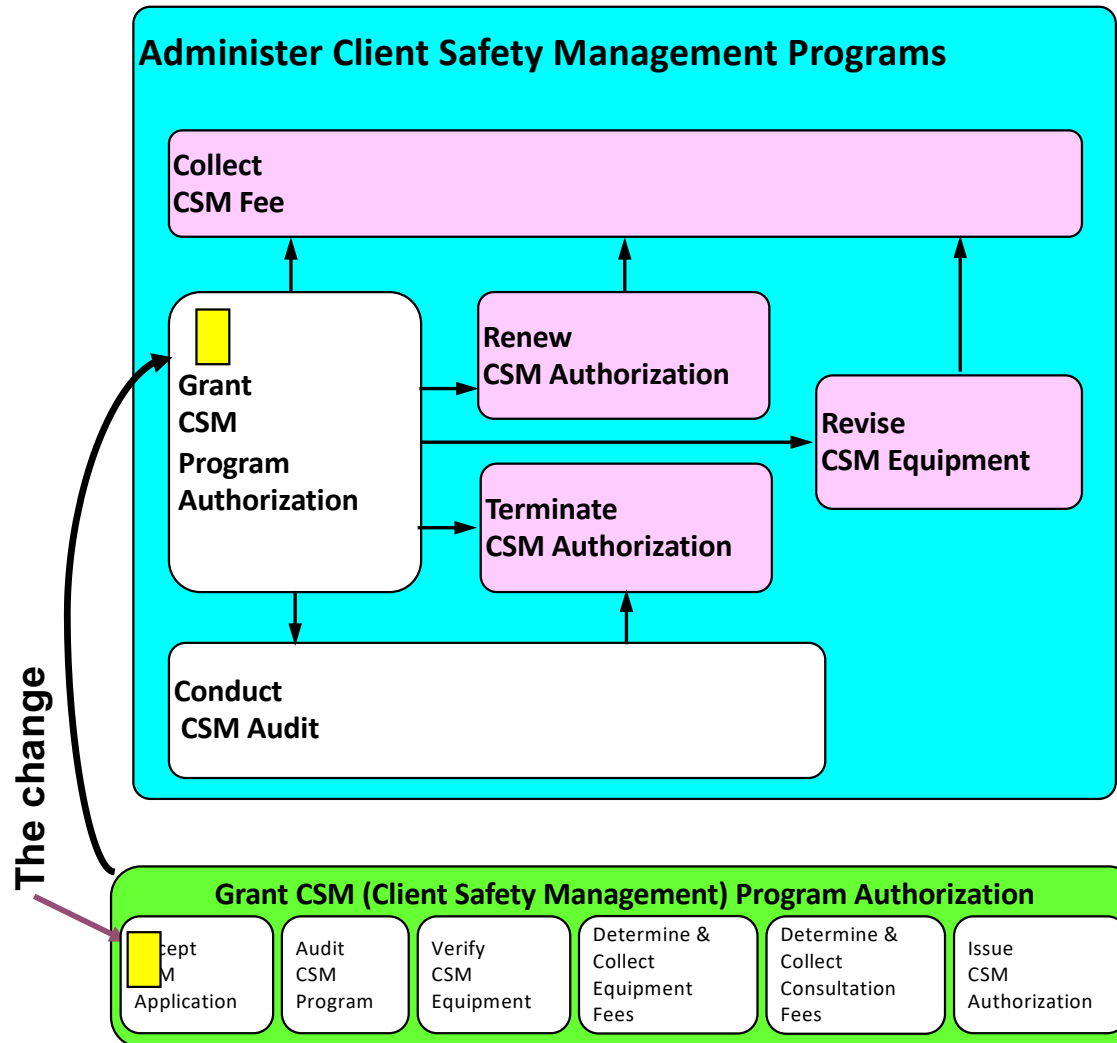 Administer Client Safety Management Programs
Collect
CSM Fee
Grant
CSM
Program
Authorization
Renew
CSM Authorization
Revise
CSM Equipment
Terminate
CSM Authorization
Conduct
CSM Audit
The change
Grant CSM (Client Safety Management) Program Authorization
Application
Audit
CSM
Program
Verify
CSM
Equipment
Determine &
Collect
Equipment
Fees
Determine &
Collect
Consultation
Fees
Issue
CSM
Authorization